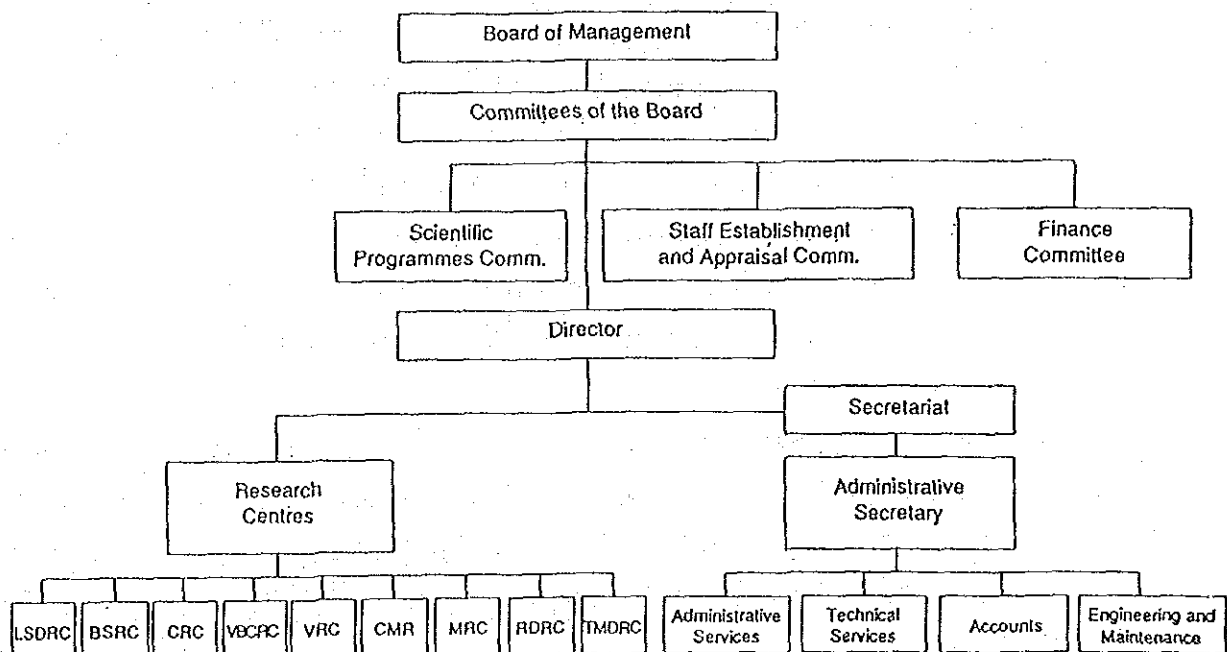 Board of Management
Committees of the Board
Scientific
Programmes Comm.
Staff Establishment
and Appraisal Comm.
Finance
Committee
Director
Secretariat
Research
Centres
Administrative
Secretary
LSDRC
BSRC
CRC
VBCRC
VRC
CMR
MRC
RDRC
TMDRC
Administrative
Services
Technical
Services
Accounts
Engineering and
Maintenance